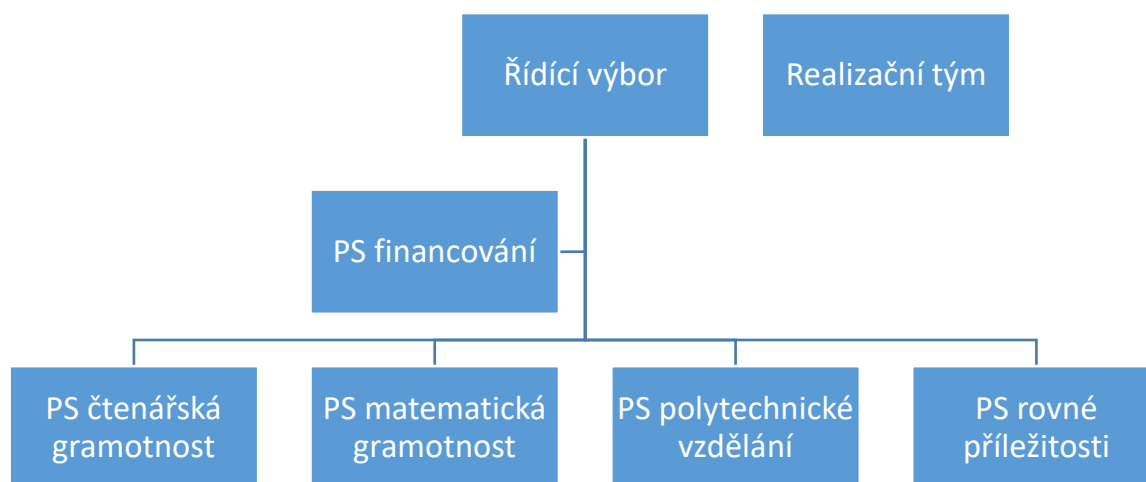 Řídící výbor
Realizační tým
PS financování
PS čtenářská
gramotnost
PS matematická
gramotnost
PS polytechnické
vzdělání
PS rovné
příležitosti